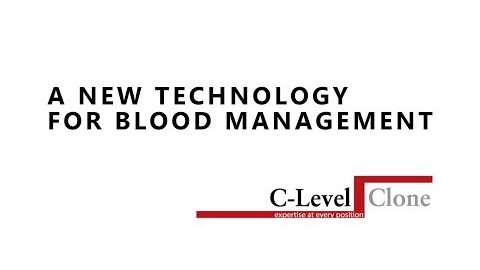 A NEW TECHNOLOGY
FOR BLOOD MANAGEMENT
C-Level Clone
expertise at every position